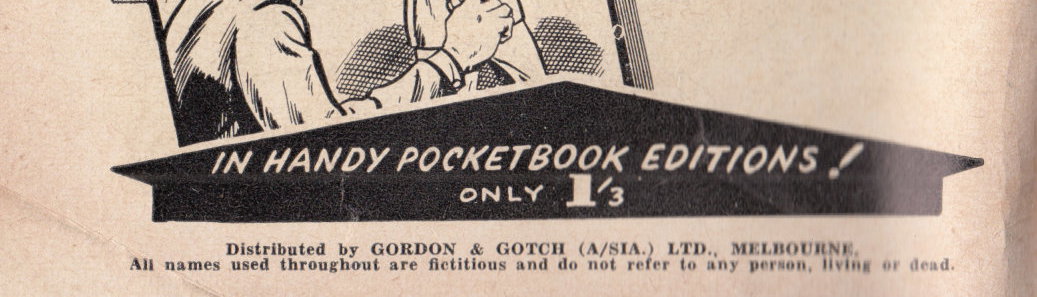 IN HANDY POCKETBOOK EDITIONS!
ONLY 1/3
Distributed by GORDON & GOTCH (A/SIA.) LTD., MELBOURNE.
All names used throughout are fictitious and do not refer to any person, living or dead.